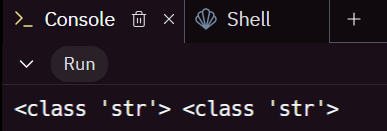 Console
Shell
Run
<class 'str'> <class 'str'>